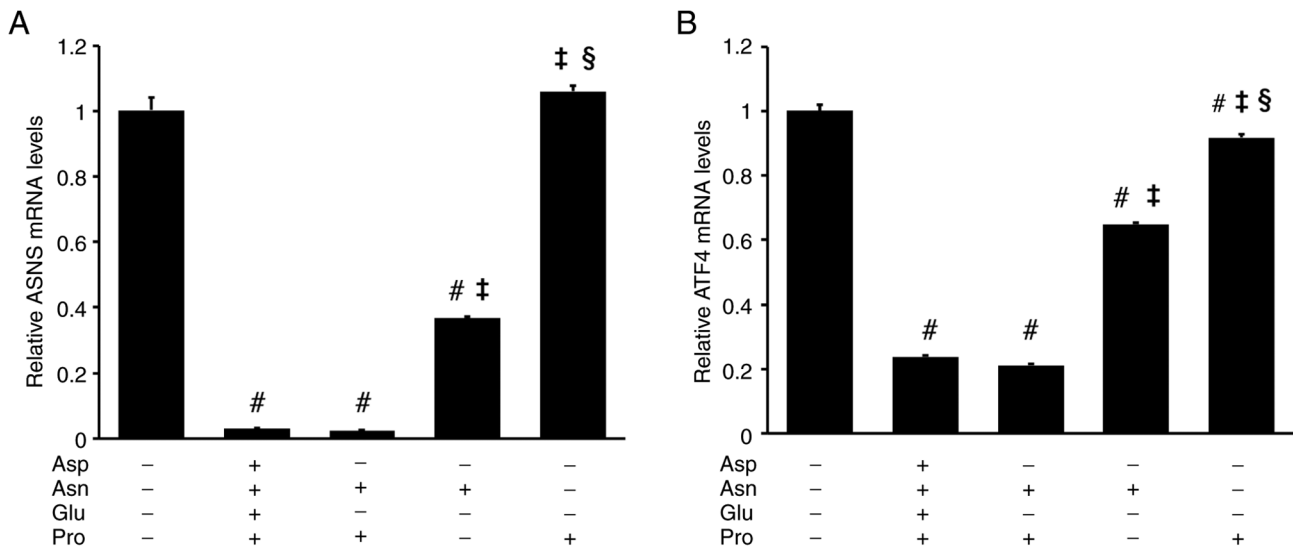 A
Relative ASNS mRNA levels
1.2
1
0.8
0.6
0.4
0.2
0
#
#
# ‡
‡ §
Asp – + – – –
Asn – + + + –
Glu – + – – –
Pro – + + – +
B
Relative ATF4 mRNA levels
1.2
1
0.8
0.6
0.4
0.2
0
#
#
# ‡
# ‡ §
Asp – + – – –
Asn – + + + –
Glu – + – – –
Pro – + + – +